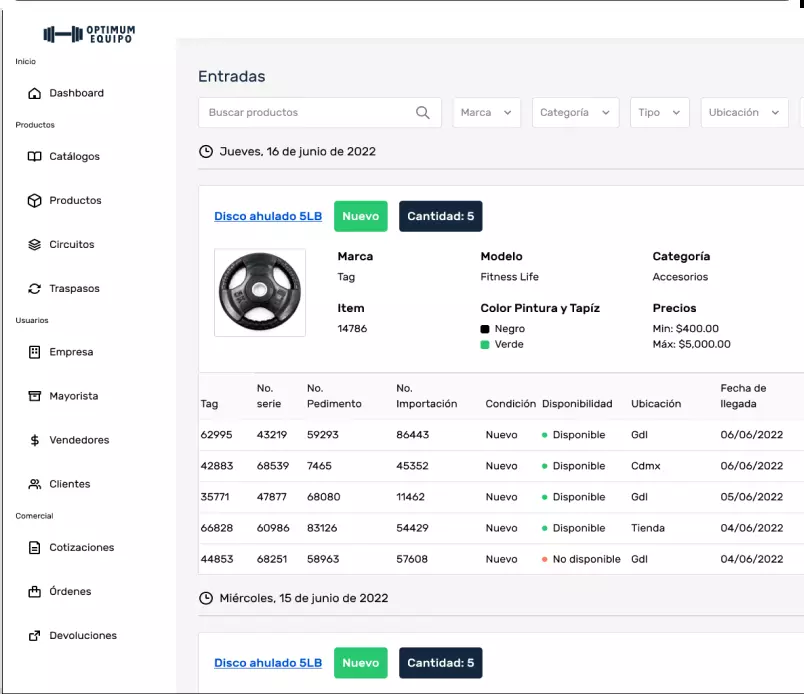 OPTIMUM
EQUIPO
Inicio
Dashboard
Productos
Catálogos
Productos
Circuitos
Traspasos
Usuarios
Empresa
Mayorista
Vendedores
Clientes
Comercial
Cotizaciones
Órdenes
Devoluciones
Entradas
Buscar productos
Marca
Categoría
Tipo
Ubicación
Jueves, 16 de junio de 2022
Disco ahulado 5LB
Nuevo
Cantidad: 5
Marca
Tag
Modelo
Fitness Life
Categoría
Accesorios
Item
14786
Color Pintura y Tapíz
Negro
Verde
Precios
Min: $400.00
Máx: $5,000.00
Tag No. serie No. Pedimento No. Importación Condición Disponibilidad Ubicación Fecha de llegada
62995 43219 59293 86443 Nuevo Disponible Gdl 06/06/2022
42883 68539 7465 45352 Nuevo Disponible Cdmx 06/06/2022
35771 47877 68080 11462 Nuevo Disponible Gdl 05/06/2022
66828 60986 83126 54429 Nuevo Disponible Tienda 04/06/2022
44853 68251 58963 57608 Nuevo No disponible Gdl 04/06/2022
Miércoles, 15 de junio de 2022
Disco ahulado 5LB
Nuevo
Cantidad: 5